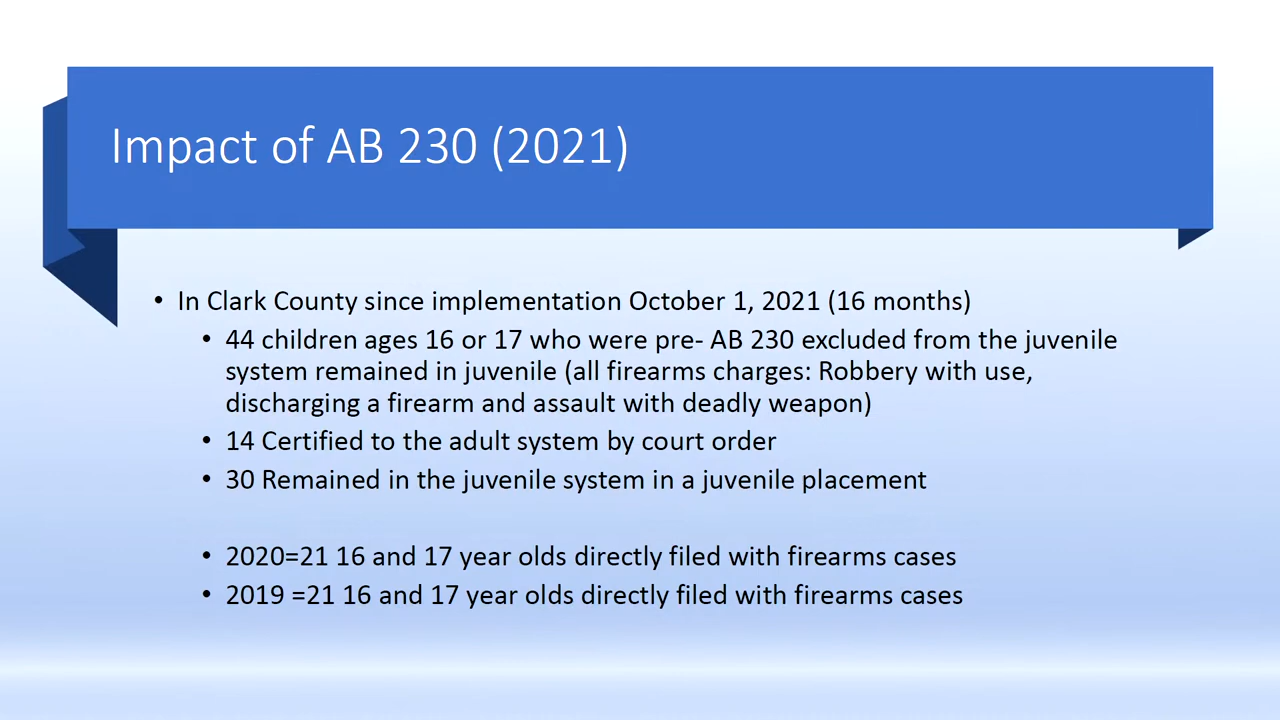 Impact of AB 230 (2021)
• In Clark County since implementation October 1, 2021 (16 months)
• 44 children ages 16 or 17 who were pre- AB 230 excluded from the juvenile
system remained in juvenile (all firearms charges: Robbery with use,
discharging a firearm and assault with deadly weapon)
• 14 Certified to the adult system by court order
• 30 Remained in the juvenile system in a juvenile placement
• 2020=21 16 and 17 year olds directly filed with firearms cases
• 2019 =21 16 and 17 year olds directly filed with firearms cases